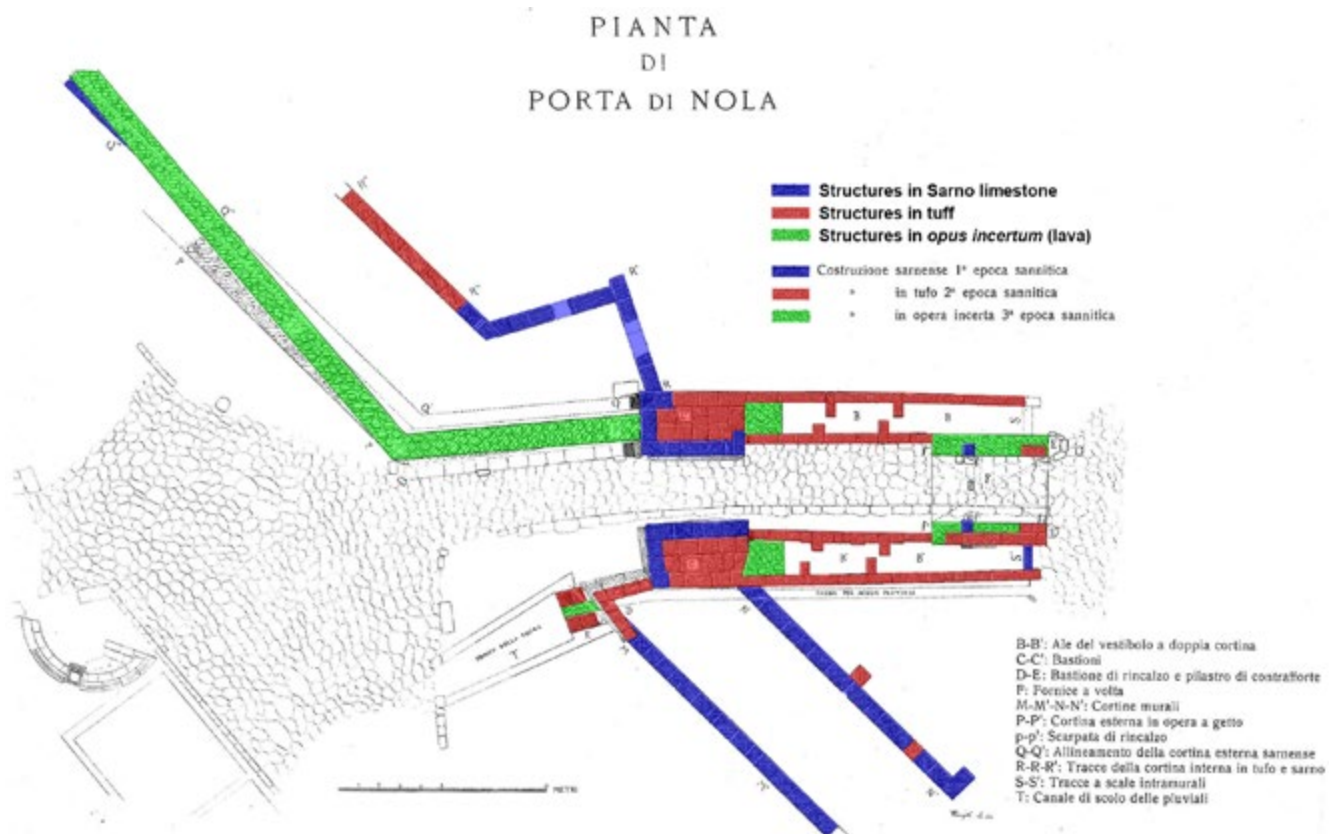 PIANTA
DI
PORTA DI NOLA
Structures in Sarno limestone
Structures in tuff
Structures in opus incertum (lava)
Costruzione sarnense 1ª epoca sannitica
" in tufo 2ª epoca sannitica
" in opera incerta 3ª epoca sannitica
B-B': Ale del vestibolo a doppia cortina
C-C': Bastioni
D-E: Bastione di rincalzo e pilastro di contrafforte
F: Fornice a volta
M-M'-N-N': Cortine murali
P-P': Cortina esterna in opera a getto
p-p': Scarpata di rincalzo
Q-Q': Allineamento della cortina esterna sarnense
R-R-R': Tracce della cortina interna in tufo e sarno
S-S': Tracce a scale intramurali
T: Canale di scolo delle pluviali
METRI